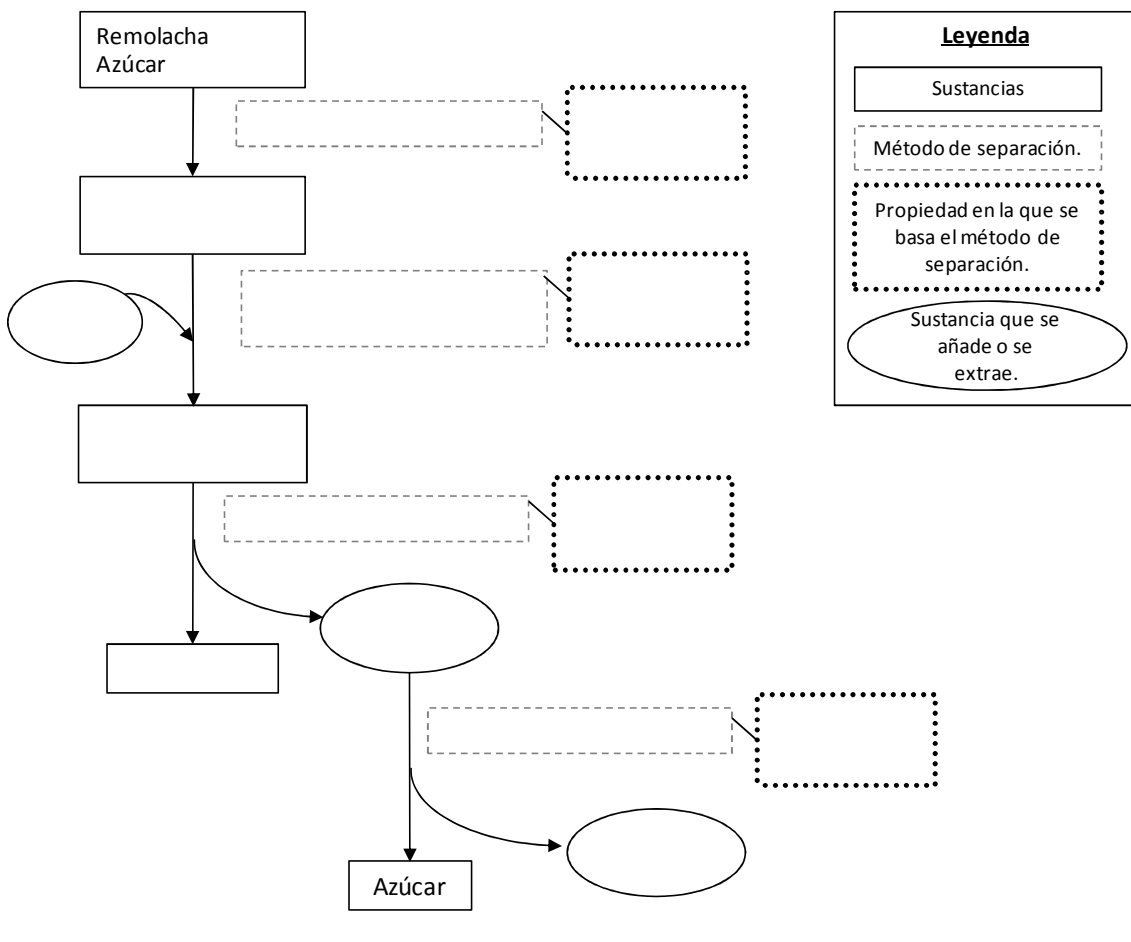 Remolacha
Azúcar
Leyenda
Sustancias
Método de separación.
Propiedad en la que se
basa el método de
separación.
Sustancia que se
añade o se
extrae.
Azúcar